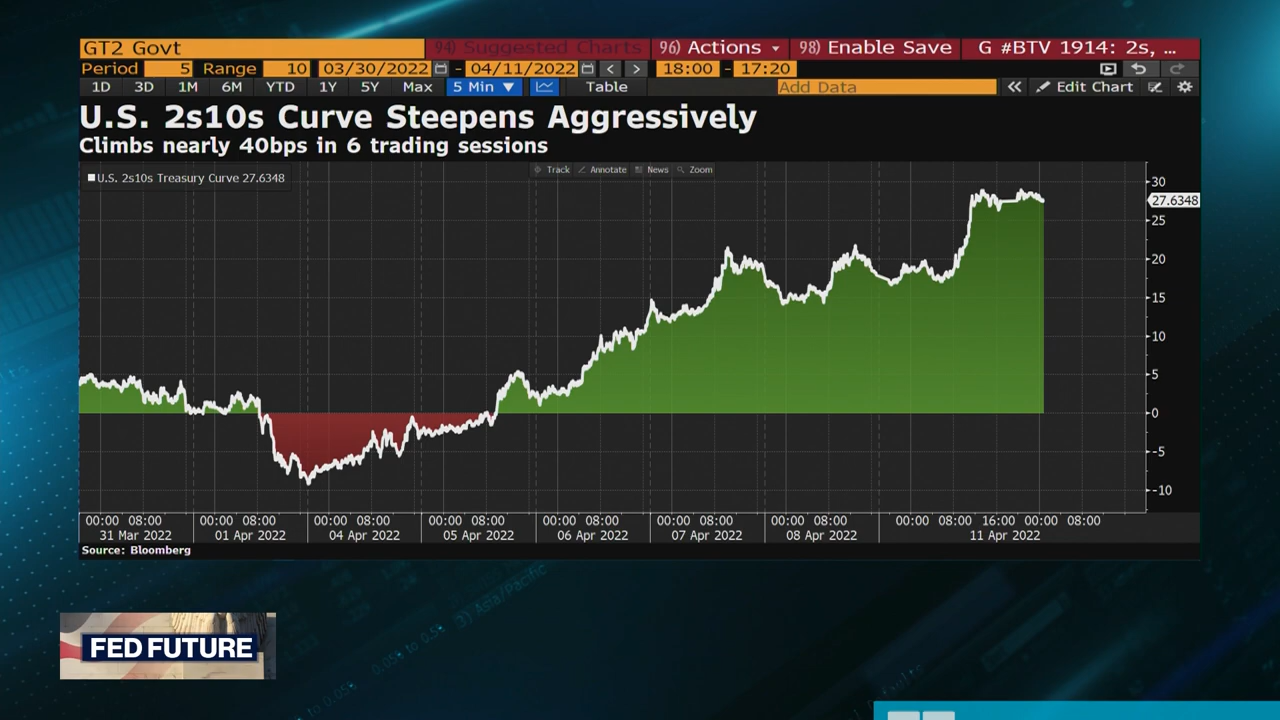 GT2 Govt 94) Suggested Charts 96) Actions 98) Enable Save G #BTV 1914: 2s, ...
Period 5 Range 10 03/30/2022 - 04/11/2022 < > 18:00 - 17:20
1D 3D 1M 6M YTD 1Y 5Y Max 5 Min ▼ Table Add Data « Edit Chart
U.S. 2s10s Curve Steepens Aggressively
Climbs nearly 40bps in 6 trading sessions
Track Annotate News Zoom
U.S. 2s10s Treasury Curve 27.6348
30
27.6348
25
20
15
10
5
0
-5
-10
00:00 08:00 00:00 08:00 00:00 08:00 00:00 08:00 00:00 08:00 00:00 08:00 00:00 08:00 00:00 08:00 16:00 00:00 08:00
31 Mar 2022 01 Apr 2022 04 Apr 2022 05 Apr 2022 06 Apr 2022 07 Apr 2022 08 Apr 2022 11 Apr 2022
Source: Bloomberg
3) Asia/Pacific
FED FUTURE